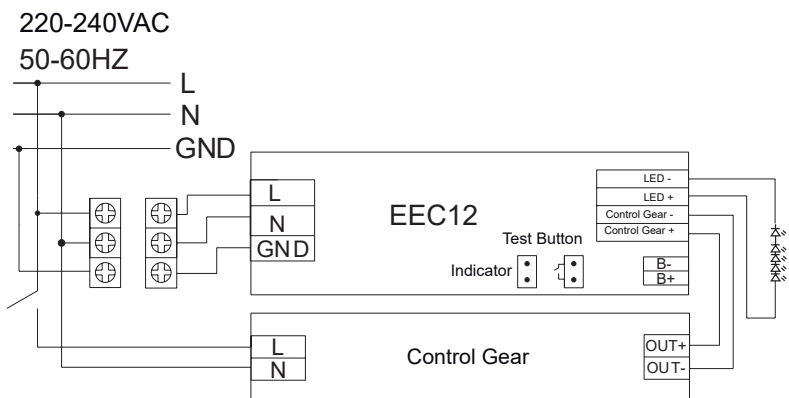 220-240VAC
50-60HZ
L
N
GND
L
N
GND
EEC12
LED -
LED +
Control Gear -
Control Gear +
Test Button
Indicator
B-
B+
L
N
Control Gear
OUT+
OUT-